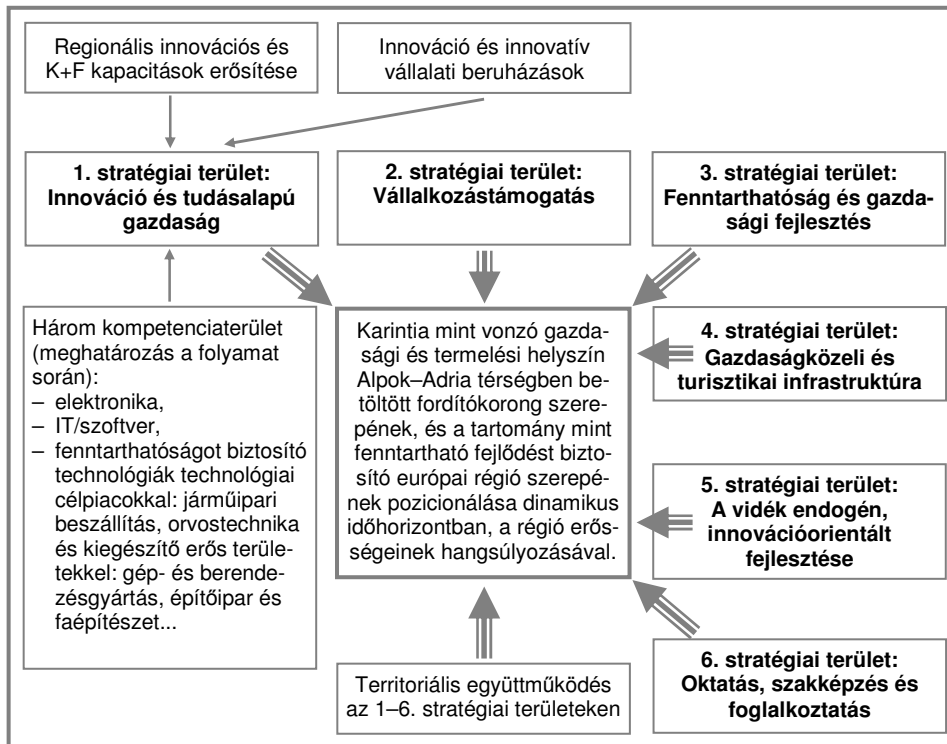 Regionális innovációs és
K+F kapacitások erősítése
Innováció és innovatív
vállalati beruházások
1. stratégiai terület:
Innováció és tudásalapú
gazdaság
2. stratégiai terület:
Vállalkozástámogatás
3. stratégiai terület:
Fenntarthatóság és gazda-
sági fejlesztés
Három kompetenciaterület
(meghatározás a folyamat
során):
– elektronika,
– IT/szoftver,
– fenntarthatóságot biztosító
technológiák technológiai
célpiacokkal: járműipari
beszállítás, orvostechnika
és kiegészítő erős terüle-
tekkel: gép- és berende-
zésgyártás, építőipar és
faépítészet...
Karintia mint vonzó gazda-
sági és termelési helyszín
Alpok–Adria térségben be-
töltött fordítókorong szere-
pének, és a tartomány mint
fenntartható fejlődést bizto-
sító európai régió szerepé-
nek pozicionálása dinamikus
időhorizontban, a régió erős-
ségeinek hangsúlyozásával.
4. stratégiai terület:
Gazdaságközeli és
turisztikai infrastruktúra
5. stratégiai terület:
A vidék endogén,
innovációorientált
fejlesztése
Territoriális együttműködés
az 1–6. stratégiai területeken
6. stratégiai terület:
Oktatás, szakképzés és
foglalkoztatás